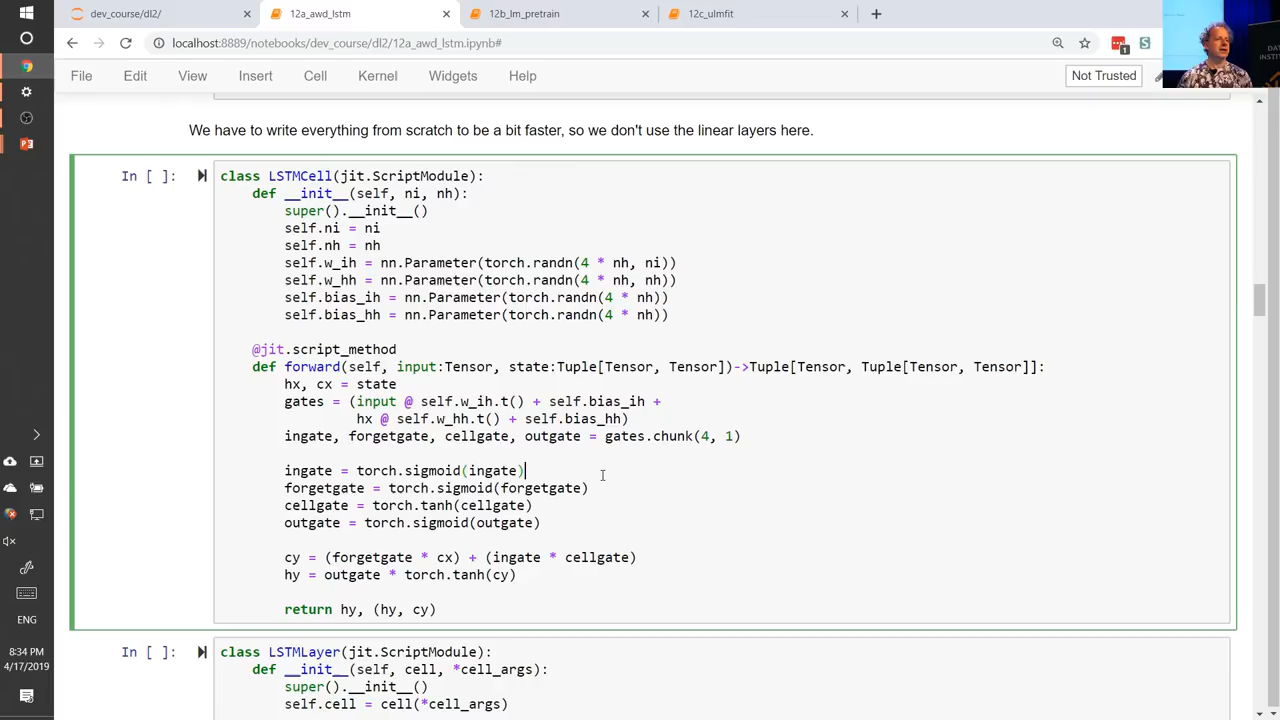 dev_course/dl2/
12a_awd_lstm
12b_lm_pretrain
12c_ulmfit
localhost:8889/notebooks/dev_course/dl2/12a_awd_lstm.ipynb#
1
File Edit View Insert Cell Kernel Widgets Help
Not Trusted
We have to write everything from scratch to be a bit faster, so we don't use the linear layers here.
In [ ]:
class LSTMCell(jit.ScriptModule):
def __init__(self, ni, nh):
super().__init__()
self.ni = ni
self.nh = nh
self.w_ih = nn.Parameter(torch.randn(4 * nh, ni))
self.w_hh = nn.Parameter(torch.randn(4 * nh, nh))
self.bias_ih = nn.Parameter(torch.randn(4 * nh))
self.bias_hh = nn.Parameter(torch.randn(4 * nh))
@jit.script_method
def forward(self, input:Tensor, state:Tuple[Tensor, Tensor])->Tuple[Tensor, Tuple[Tensor, Tensor]]:
hx, cx = state
gates = (input @ self.w_ih.t() + self.bias_ih +
hx @ self.w_hh.t() + self.bias_hh)
ingate, forgetgate, cellgate, outgate = gates.chunk(4, 1)
ingate = torch.sigmoid(ingate)
forgetgate = torch.sigmoid(forgetgate)
cellgate = torch.tanh(cellgate)
outgate = torch.sigmoid(outgate)
cy = (forgetgate * cx) + (ingate * cellgate)
hy = outgate * torch.tanh(cy)
return hy, (hy, cy)
In [ ]:
class LSTMLayer(jit.ScriptModule):
def __init__(self, cell, *cell_args):
super().__init__()
self.cell = cell(*cell_args)
ENG
8:34 PM
4/17/2019